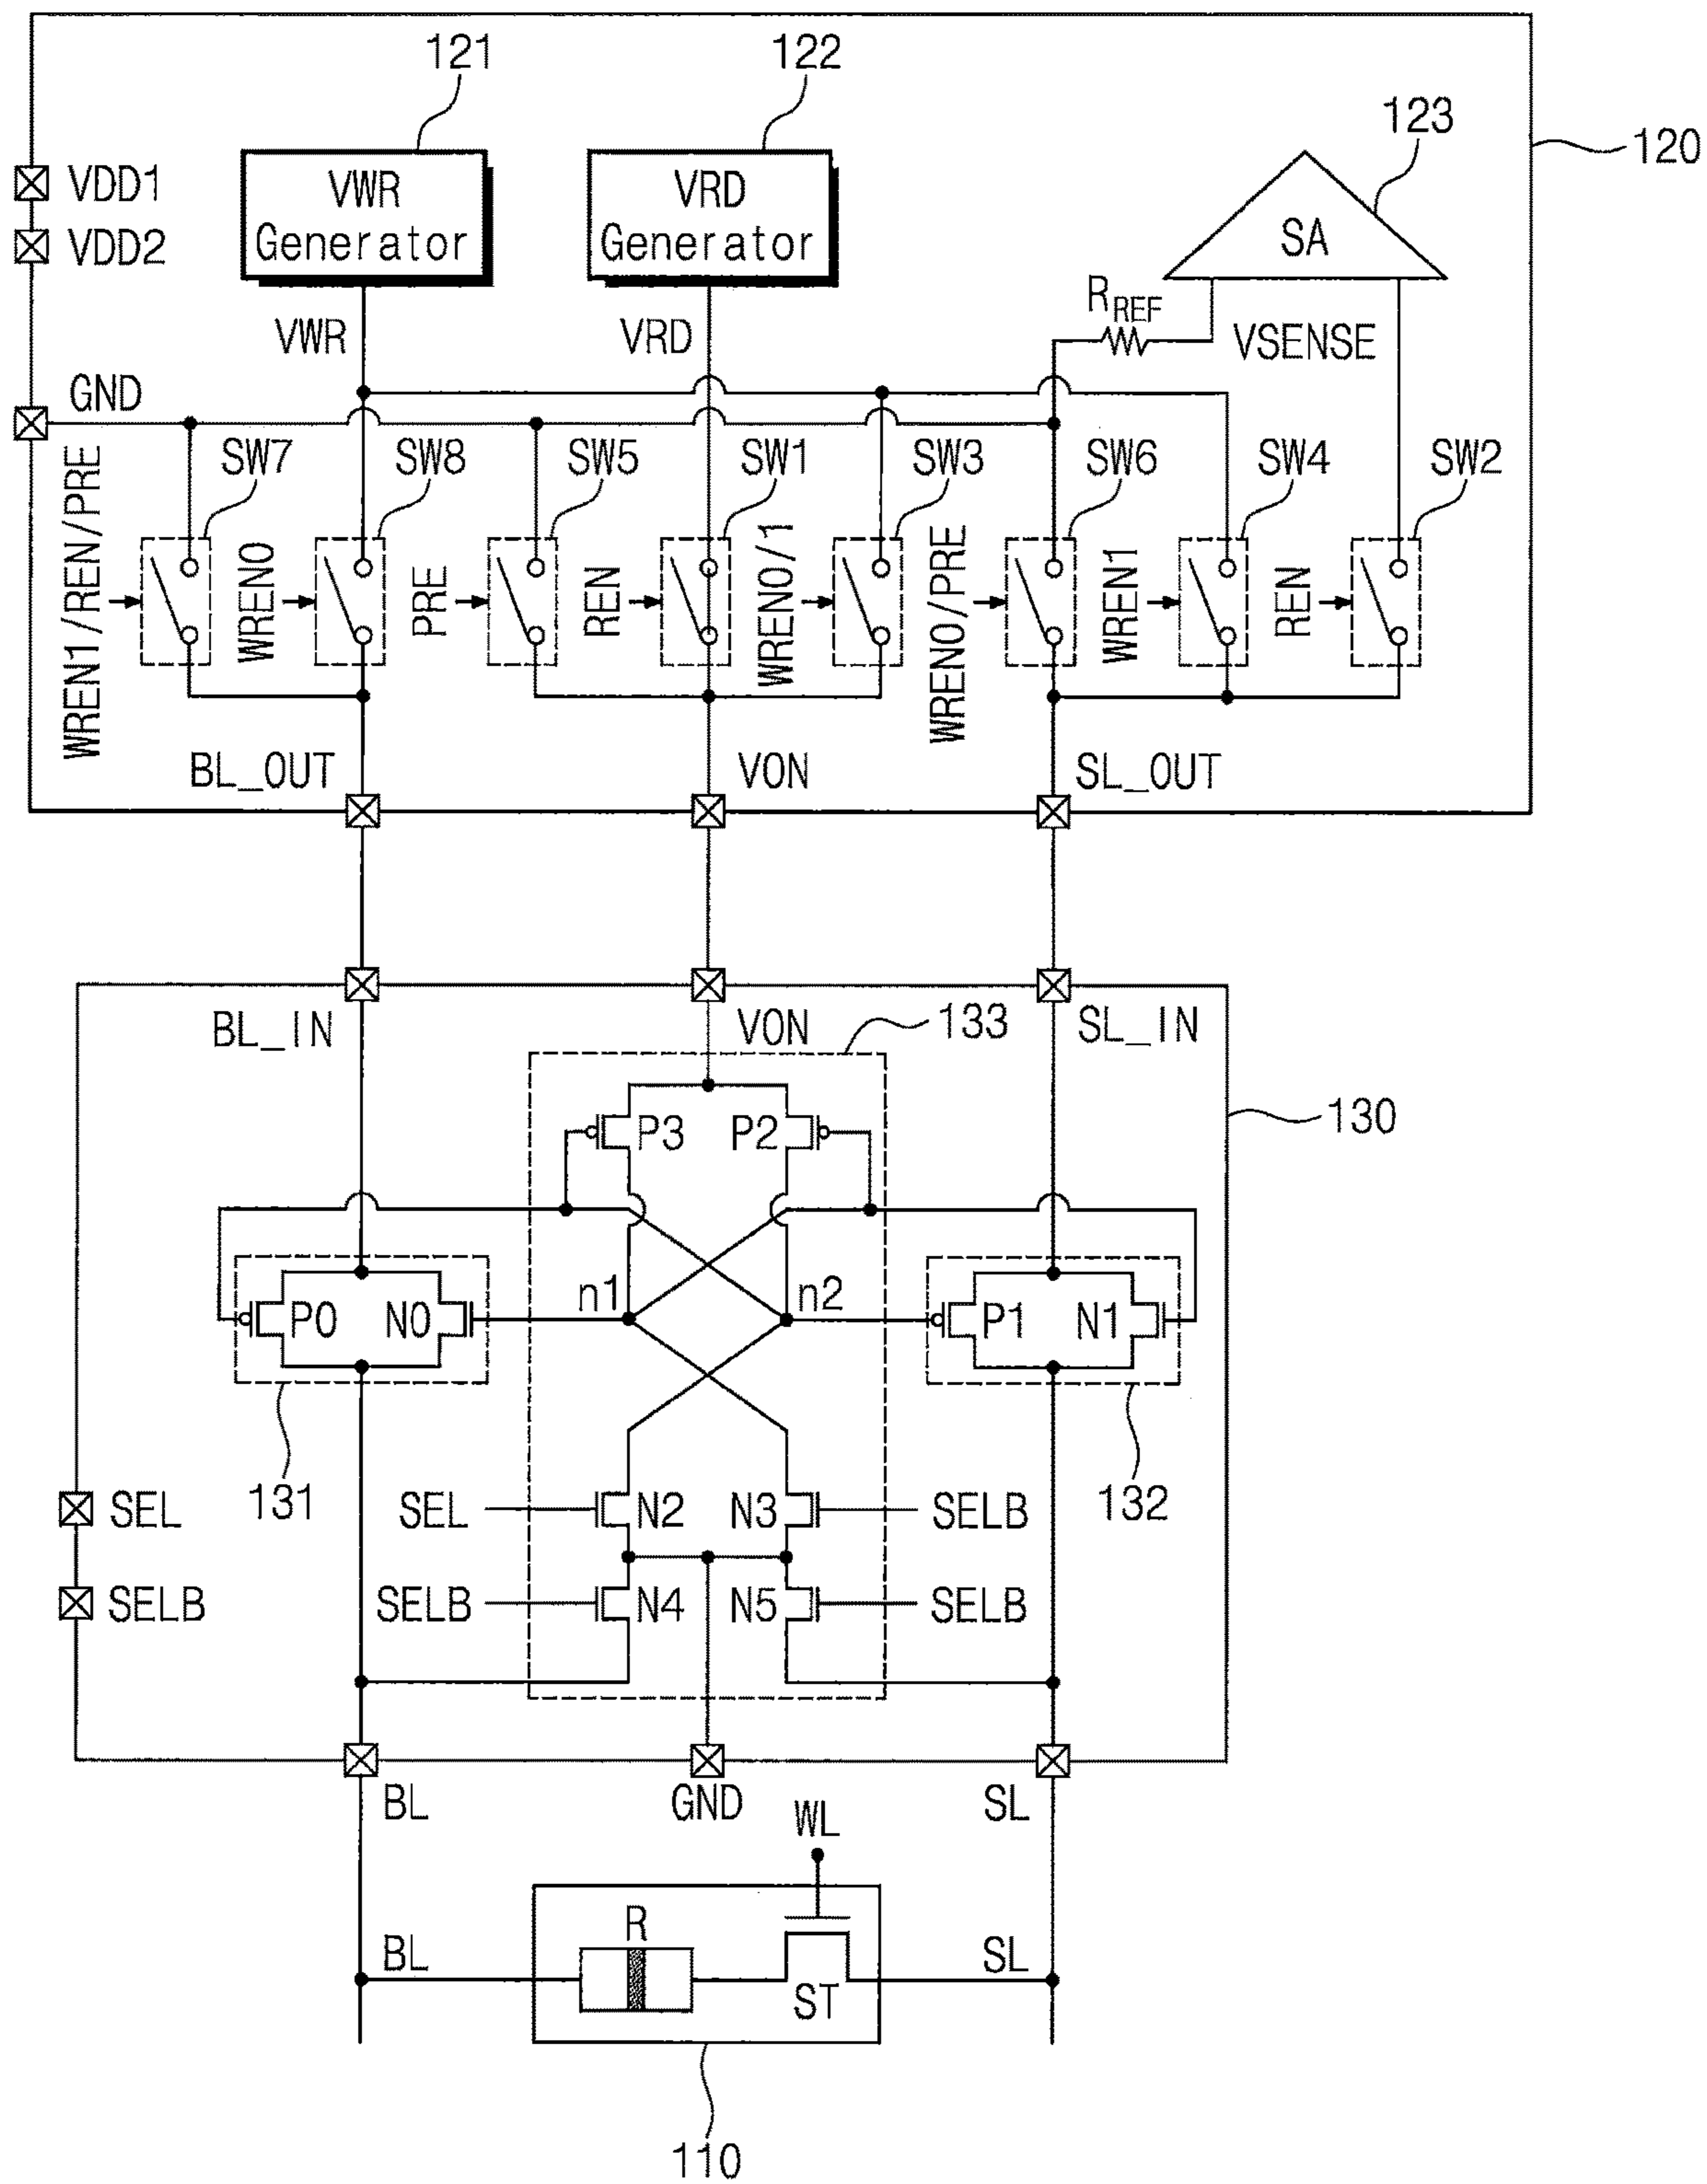 121
122
123
120
VDD1
VDD2
VWR
Generator
VRD
Generator
SA
R_REF
VWR
VRD
VSENSE
GND
SW7
SW8
SW5
SW1
SW3
SW6
SW4
SW2
WREN1/REN/PRE
WREN0
PRE
REN
WREN0/1
WREN0/PRE
WREN1
REN
BL_OUT
VON
SL_OUT
BL_IN
VON
SL_IN
133
130
P3
P2
n1
n2
P0
N0
P1
N1
131
132
SEL
SEL
N2
N3
SELB
SELB
SELB
N4
N5
SELB
BL
GND
SL
WL
R
BL
SL
ST
110